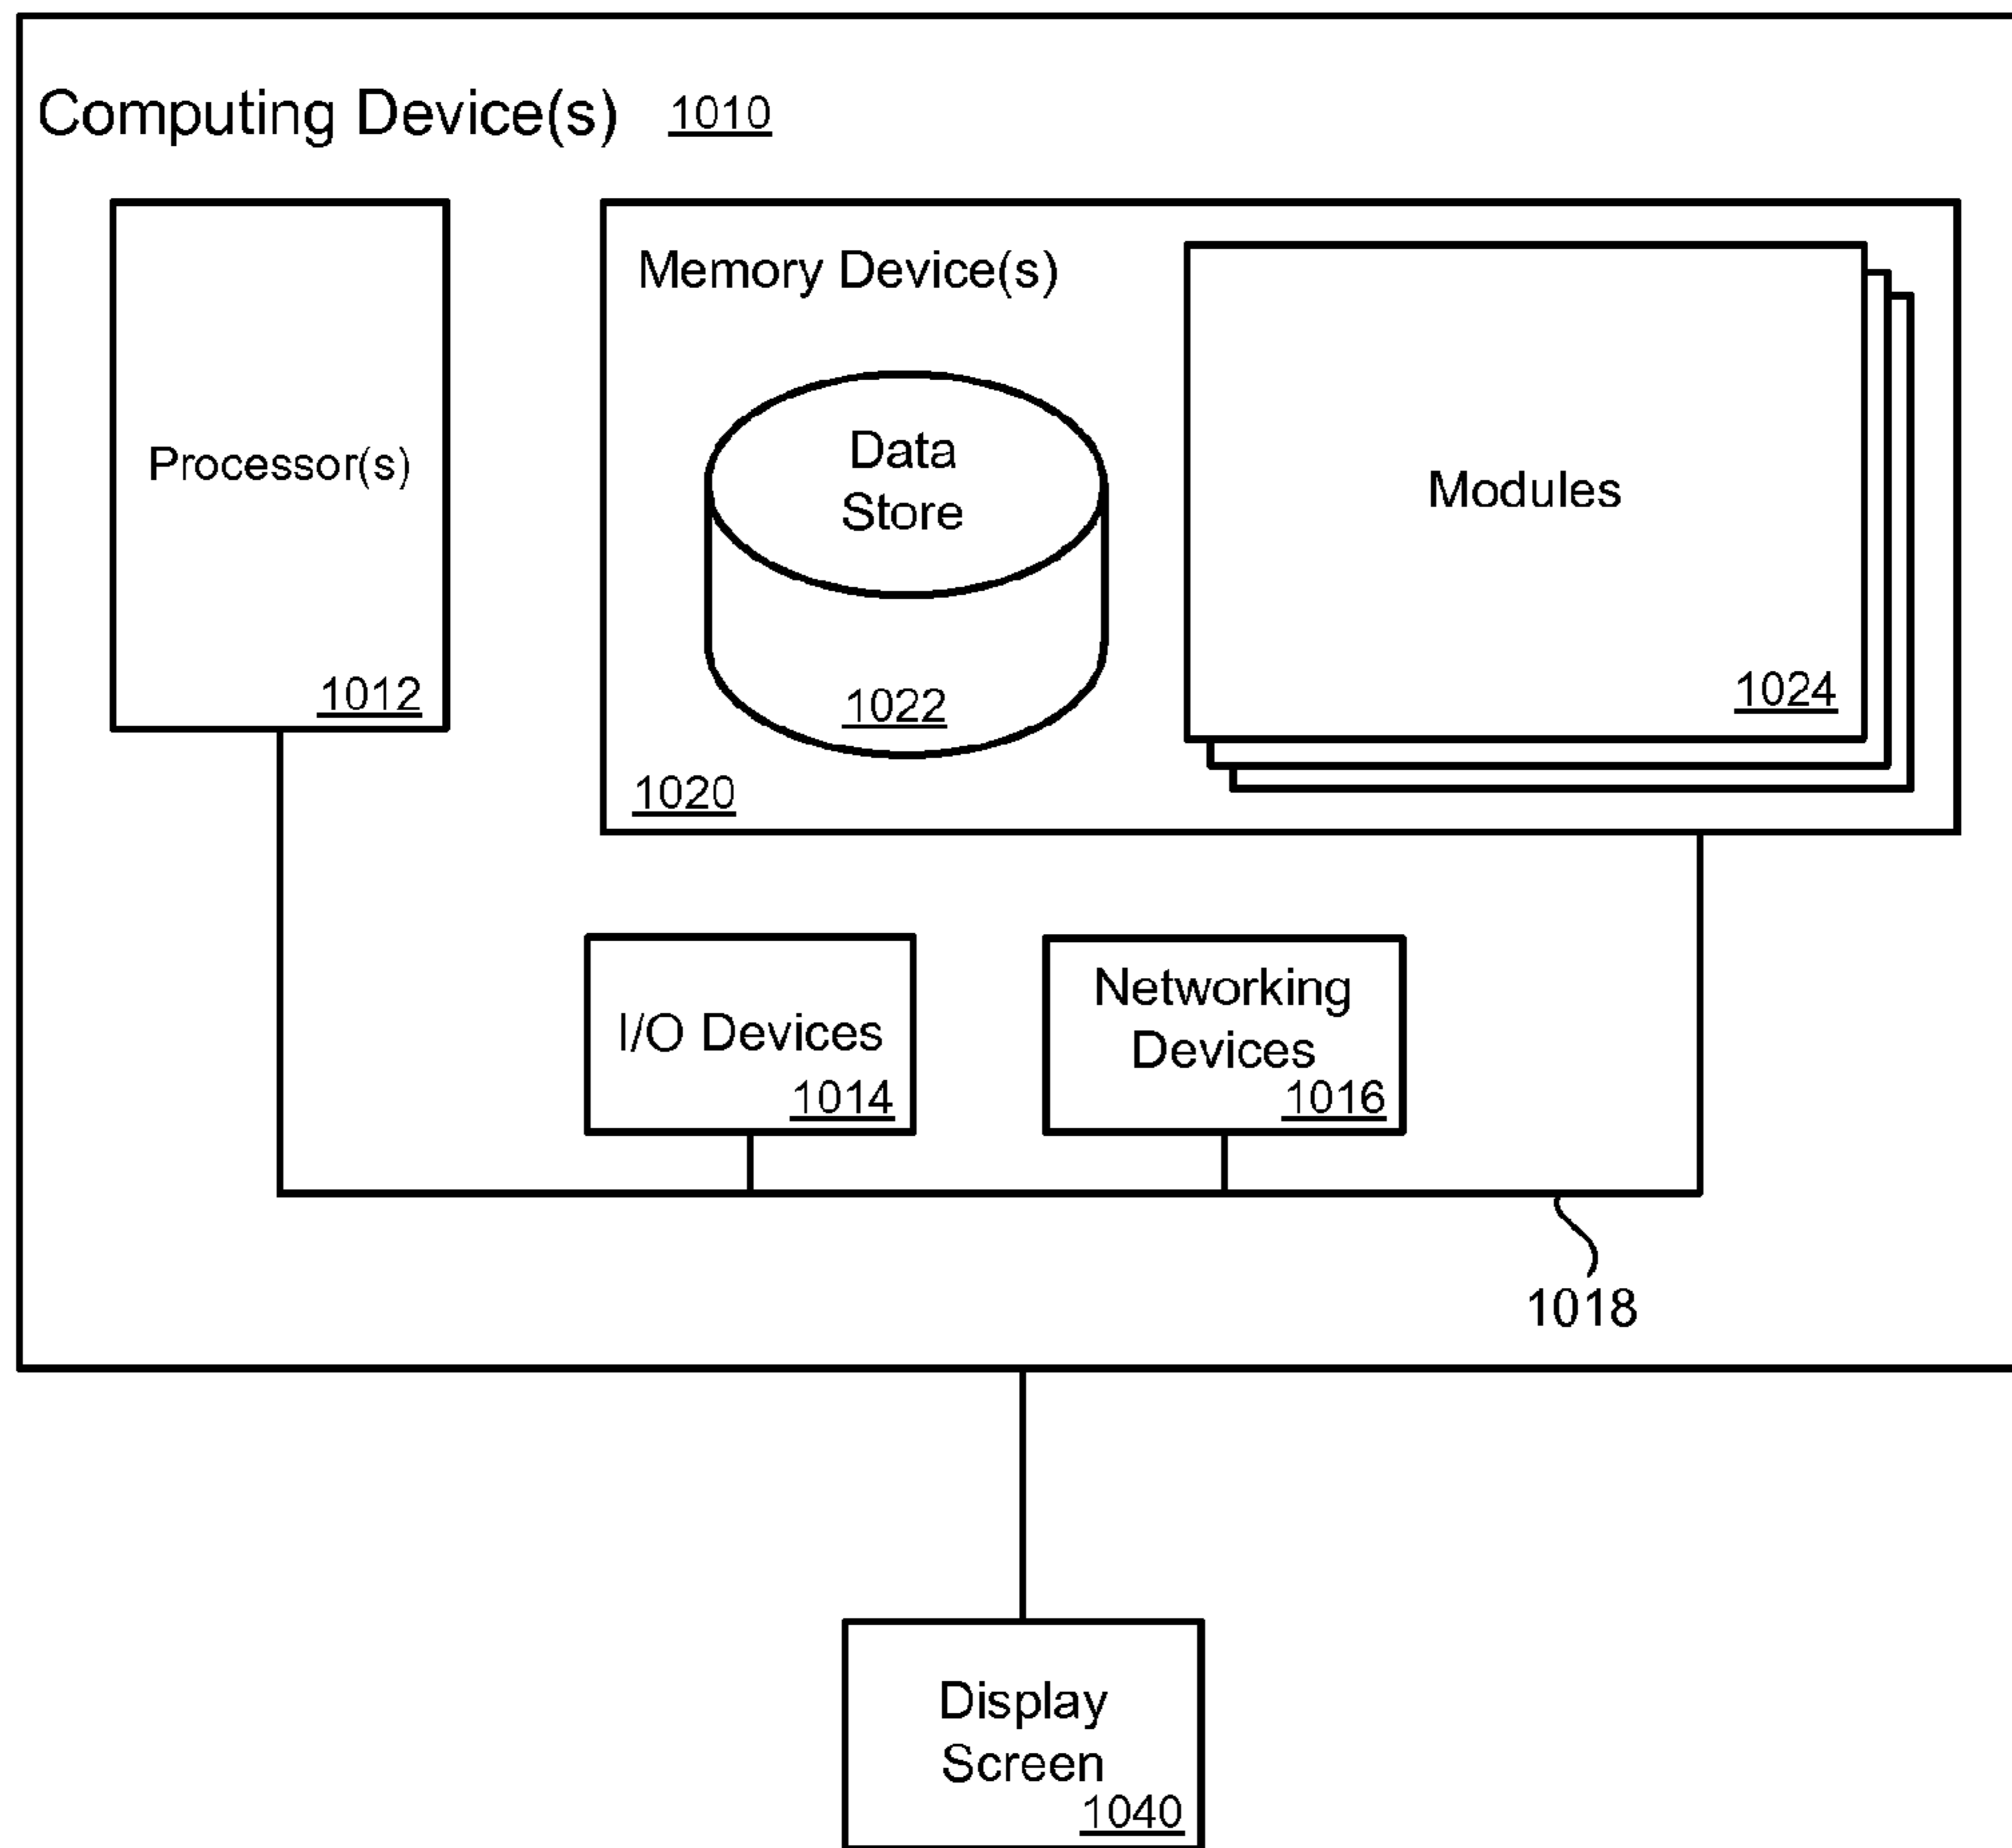 Computing Device(s) 1010
Processor(s)
1012
Memory Device(s)
Data
Store
1022
1020
Modules
1024
I/O Devices
1014
Networking
Devices
1016
1018
Display
Screen
1040